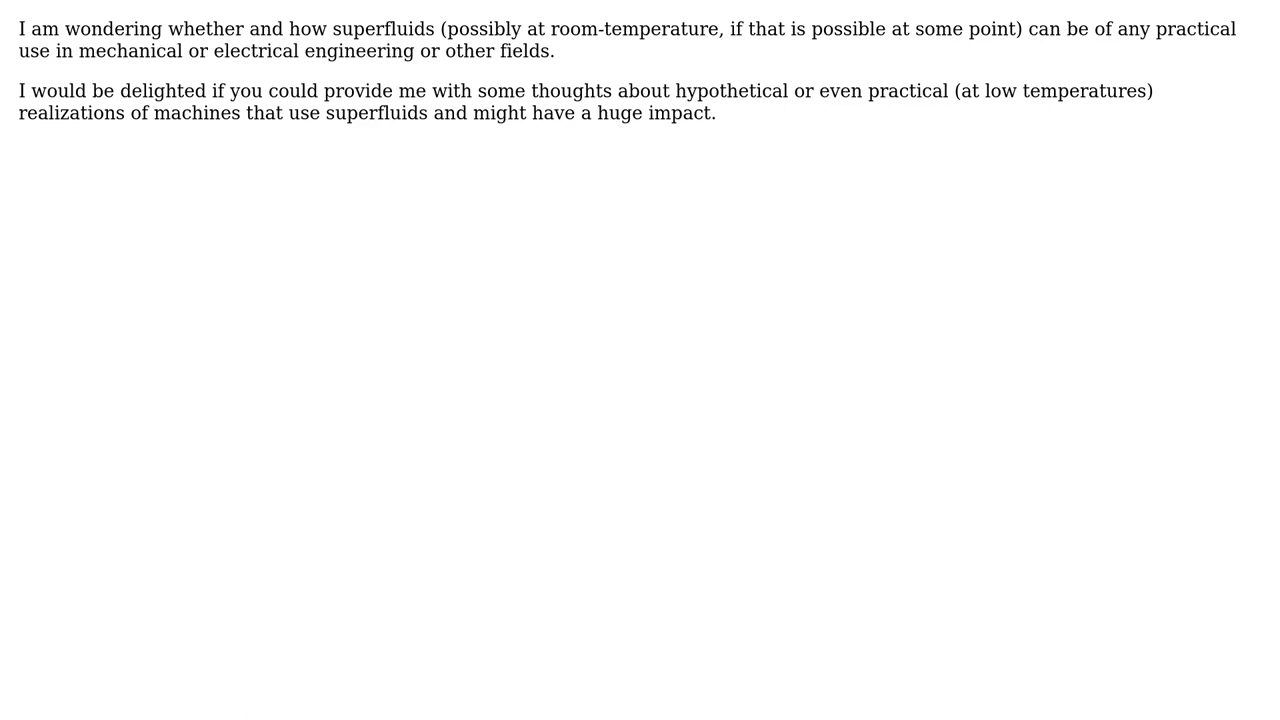 I am wondering whether and how superfluids (possibly at room-temperature, if that is possible at some point) can be of any practical
use in mechanical or electrical engineering or other fields.
I would be delighted if you could provide me with some thoughts about hypothetical or even practical (at low temperatures)
realizations of machines that use superfluids and might have a huge impact.